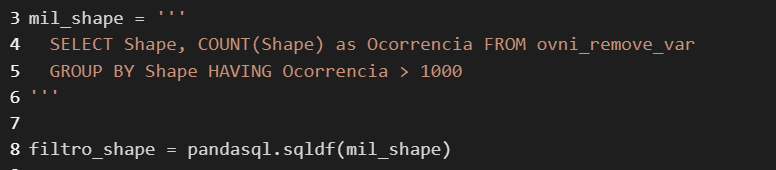 3 mil_shape = '''
4   SELECT Shape, COUNT(Shape) as Ocorrencia FROM ovni_remove_var
5   GROUP BY Shape HAVING Ocorrencia > 1000
6 '''
7
8 filtro_shape = pandasql.sqldf(mil_shape)